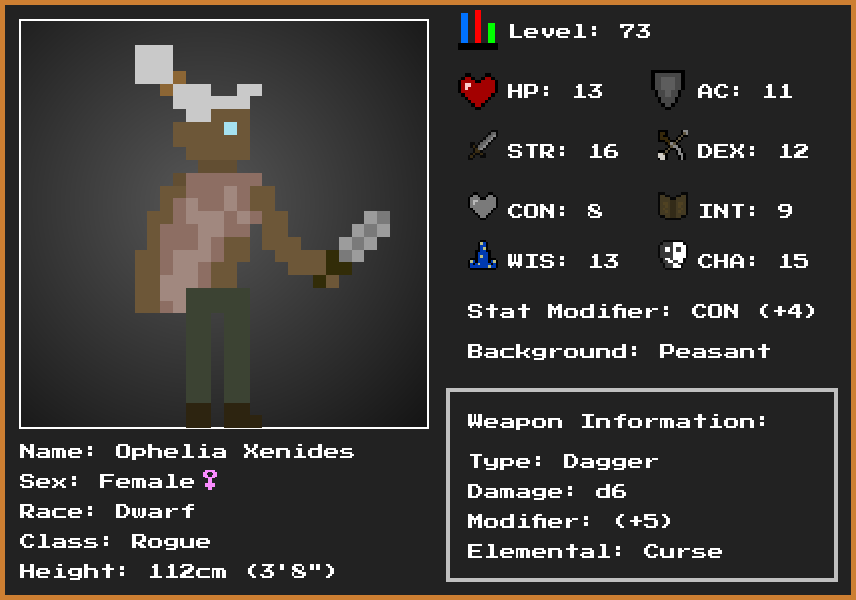 Level: 73
HP: 13
AC: 11
STR: 16
DEX: 12
CON: 8
INT: 9
WIS: 13
CHA: 15
Stat Modifier: CON (+4)
Background: Peasant
Weapon Information:
Type: Dagger
Damage: d6
Modifier: (+5)
Elemental: Curse
Name: Ophelia Xenides
Sex: Female♀
Race: Dwarf
Class: Rogue
Height: 112cm (3'8")